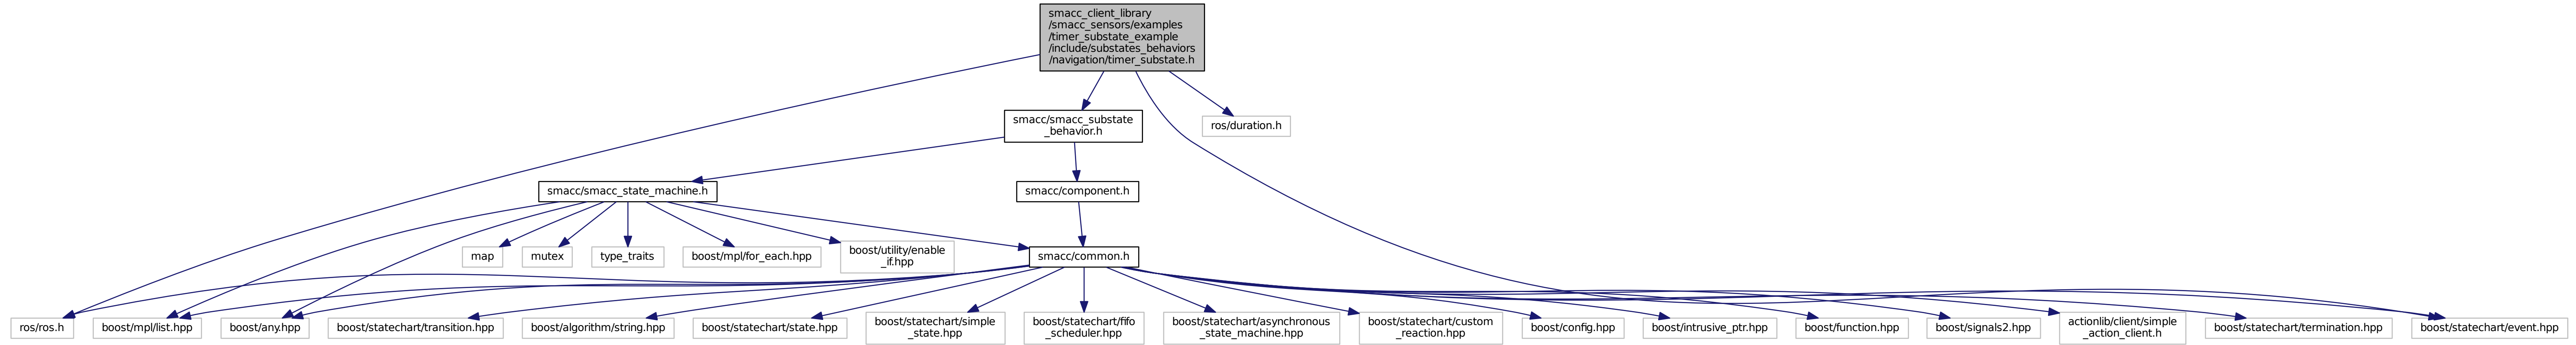 smacc_client_library
/smacc_sensors/examples
/timer_substate_example
/include/substates_behaviors
/navigation/timer_substate.h
smacc/smacc_substate
_behavior.h
ros/duration.h
smacc/smacc_state_machine.h
smacc/component.h
map
mutex
type_traits
boost/mpl/for_each.hpp
boost/utility/enable
_if.hpp
smacc/common.h
ros/ros.h
boost/mpl/list.hpp
boost/any.hpp
boost/statechart/transition.hpp
boost/algorithm/string.hpp
boost/statechart/state.hpp
boost/statechart/simple
_state.hpp
boost/statechart/fifo
_scheduler.hpp
boost/statechart/asynchronous
_state_machine.hpp
boost/statechart/custom
_reaction.hpp
boost/config.hpp
boost/intrusive_ptr.hpp
boost/function.hpp
boost/signals2.hpp
actionlib/client/simple
_action_client.h
boost/statechart/termination.hpp
boost/statechart/event.hpp